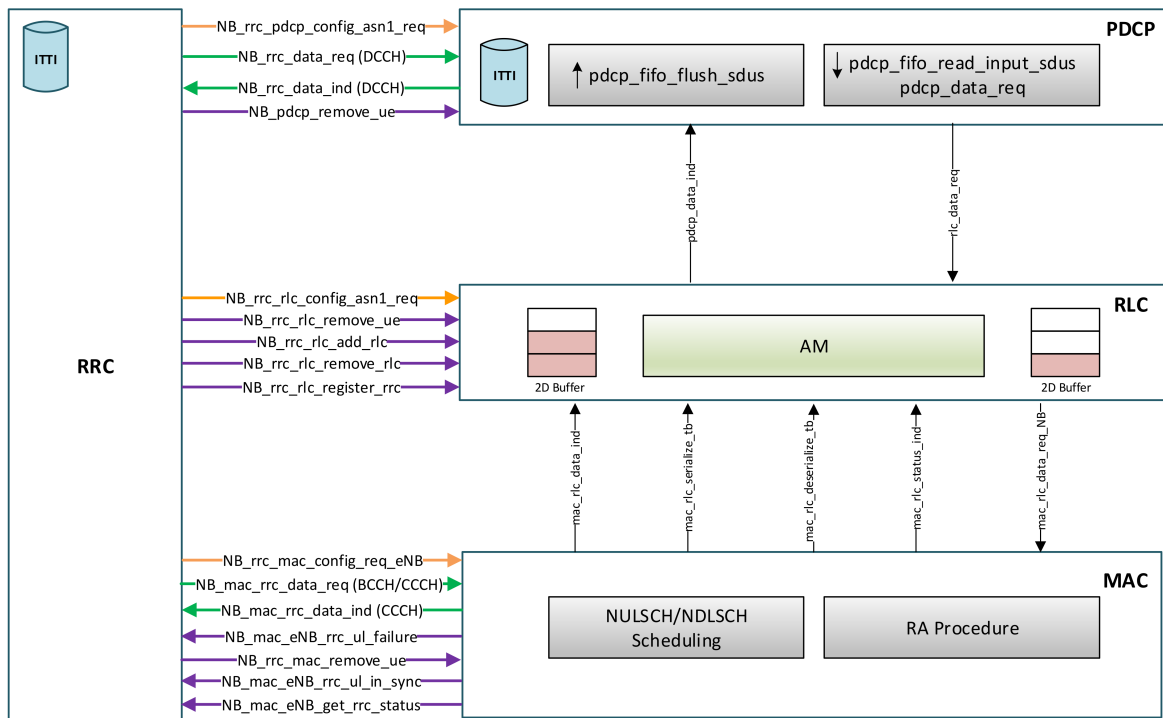 ITTI
RRC
NB_rrc_pdcp_config_asn1_req
NB_rrc_data_req (DCCH)
NB_rrc_data_ind (DCCH)
NB_pdcp_remove_ue
PDCP
ITTI
pdcp_fifo_flush_sdus
pdcp_fifo_read_input_sdus
pdcp_data_req
pdcp_data_ind
rlc_data_req
NB_rrc_rlc_config_asn1_req
NB_rrc_rlc_remove_ue
NB_rrc_rlc_add_rlc
NB_rrc_rlc_remove_rlc
NB_rrc_rlc_register_rrc
RLC
2D Buffer
AM
2D Buffer
mac_rlc_data_ind
mac_rlc_serialize_tb
mac_rlc_deserialize_tb
mac_rlc_status_ind
mac_rlc_data_req_NB
NB_rrc_mac_config_req_eNB
NB_mac_rrc_data_req (BCCH/CCCH)
NB_mac_rrc_data_ind (CCCH)
NB_mac_eNB_rrc_ul_failure
NB_rrc_mac_remove_ue
NB_mac_eNB_rrc_ul_in_sync
NB_mac_eNB_get_rrc_status
MAC
NULSCH/NDLSCH
Scheduling
RA Procedure